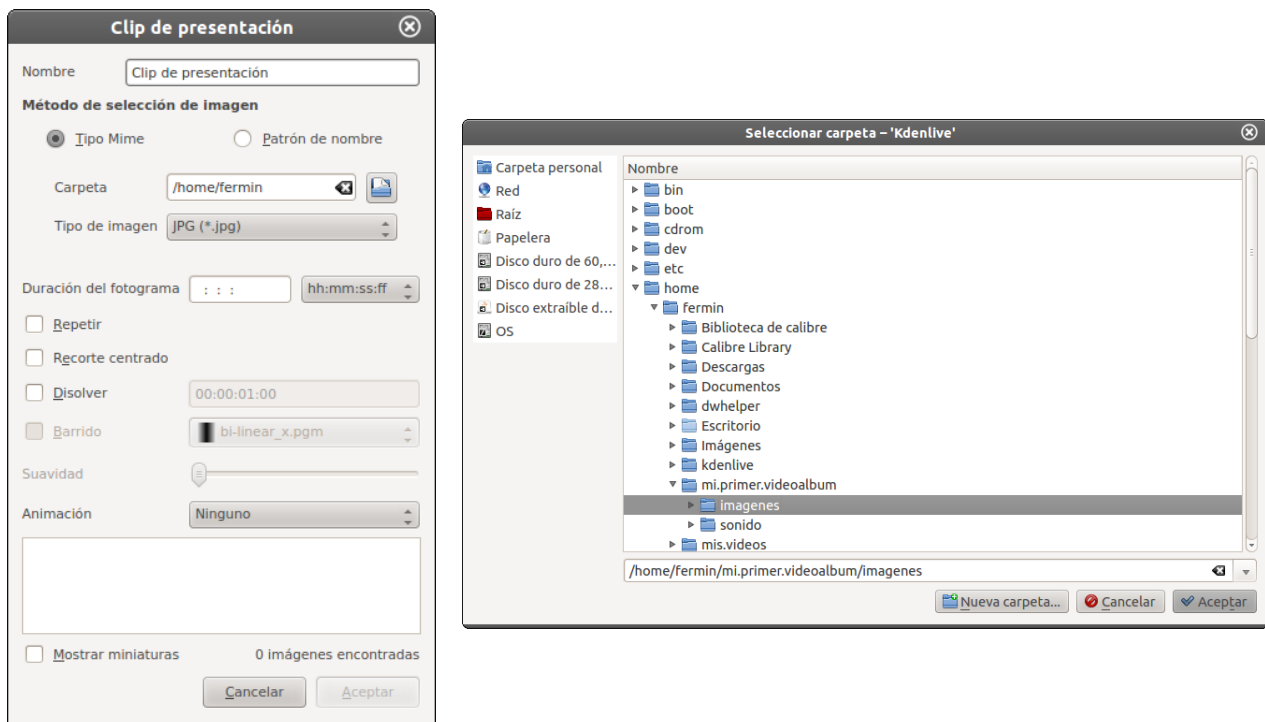 Clip de presentación
Nombre Clip de presentación
Método de selección de imagen
Tipo Mime Patrón de nombre
Carpeta /home/fermin
Tipo de imagen JPG (*.jpg)
Duración del fotograma : : : hh:mm:ss:ff
Repetir
Recorte centrado
Disolver 00:00:01:00
Barrido bi-linear_x.pgm
Suavidad
Animación Ninguno
Mostrar miniaturas 0 imágenes encontradas
Cancelar Aceptar
Seleccionar carpeta – 'Kdenlive'
Carpeta personal
Red
Raíz
Papelera
Disco duro de 60,...
Disco duro de 28...
Disco extraíble d...
OS
Nombre
bin
boot
cdrom
dev
etc
home
fermin
Biblioteca de calibre
Calibre Library
Descargas
Documentos
dwhelper
Escritorio
Imágenes
kdenlive
mi.primer.videoalbum
imagenes
sonido
mis.videos
/home/fermin/mi.primer.videoalbum/imagenes
Nueva carpeta... Cancelar Aceptar